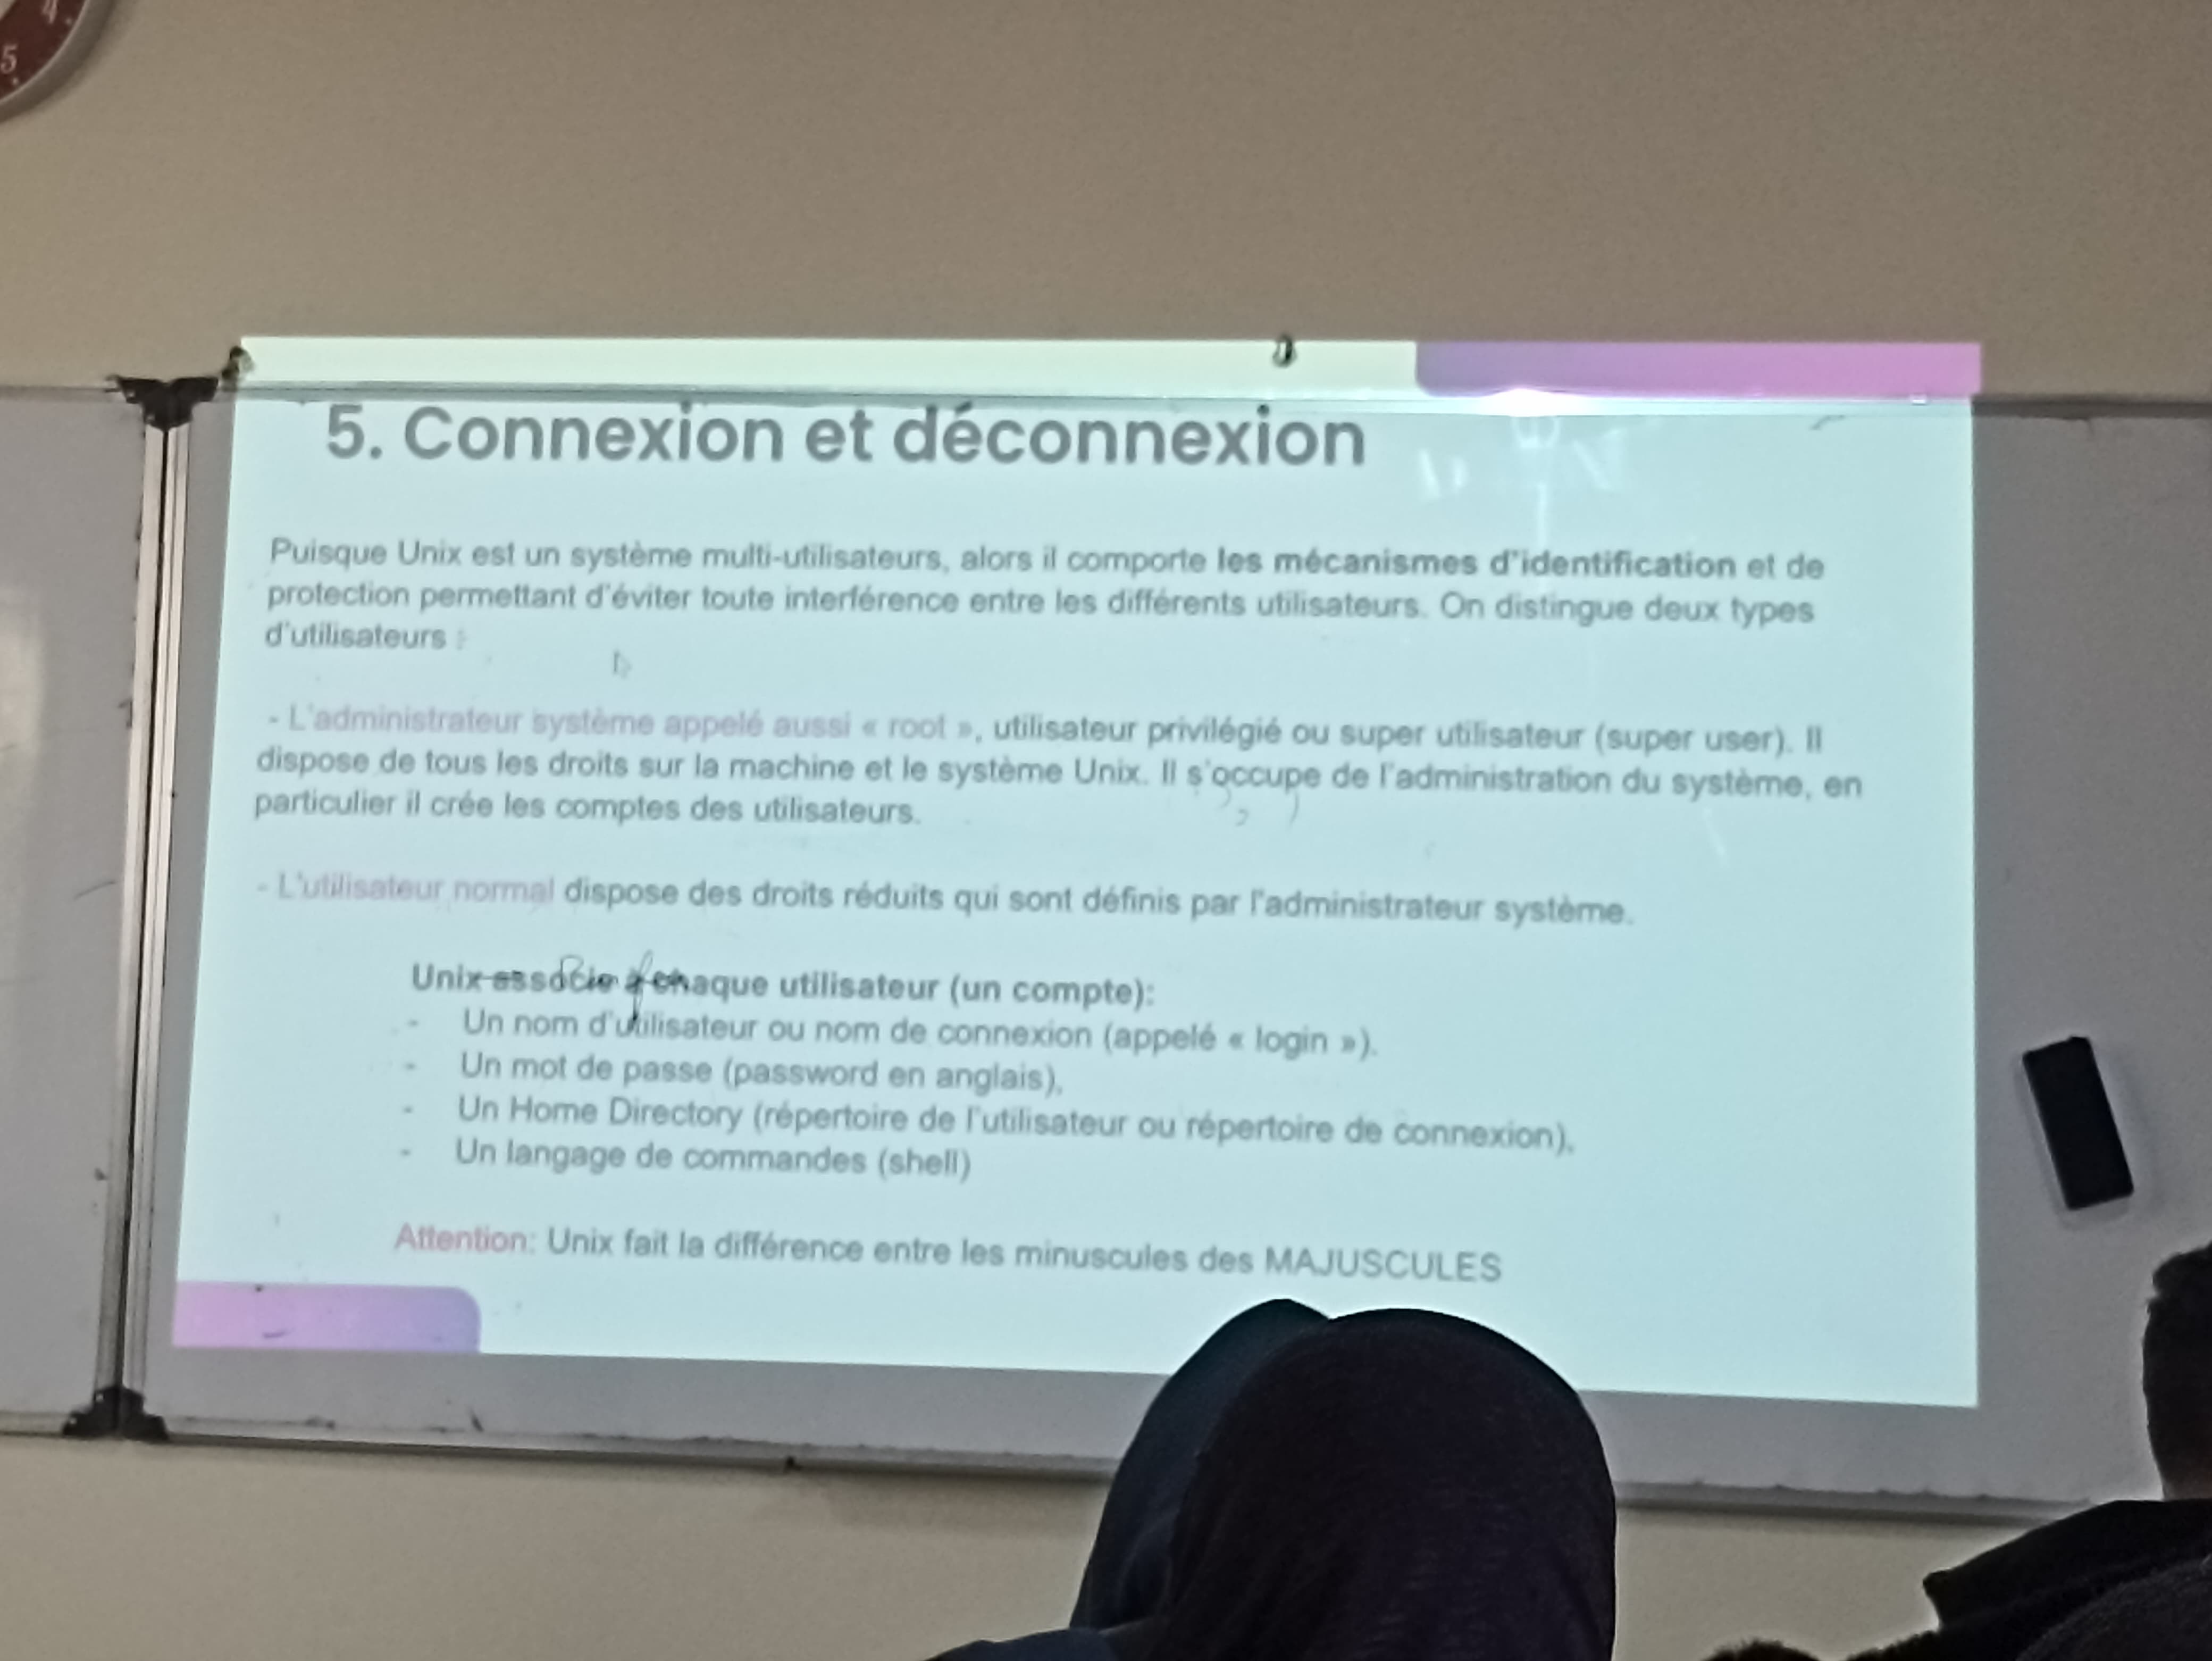 5
5. Connexion et déconnexion
Puisque Unix est un système multi-utilisateurs, alors il comporte les mécanismes d'identification et de
protection permettant d'éviter toute interférence entre les différents utilisateurs. On distingue deux types
d'utilisateurs :
- L'administrateur système appelé aussi « root », utilisateur privilégié ou super utilisateur (super user). Il
dispose de tous les droits sur la machine et le système Unix. Il s'occupe de l'administration du système, en
particulier il crée les comptes des utilisateurs.
- L'utilisateur normal dispose des droits réduits qui sont définis par l'administrateur système.
Unix associe à chaque utilisateur (un compte):
- Un nom d'utilisateur ou nom de connexion (appelé « login »).
- Un mot de passe (password en anglais),
- Un Home Directory (répertoire de l'utilisateur ou répertoire de connexion),
- Un langage de commandes (shell)
Attention: Unix fait la différence entre les minuscules des MAJUSCULES